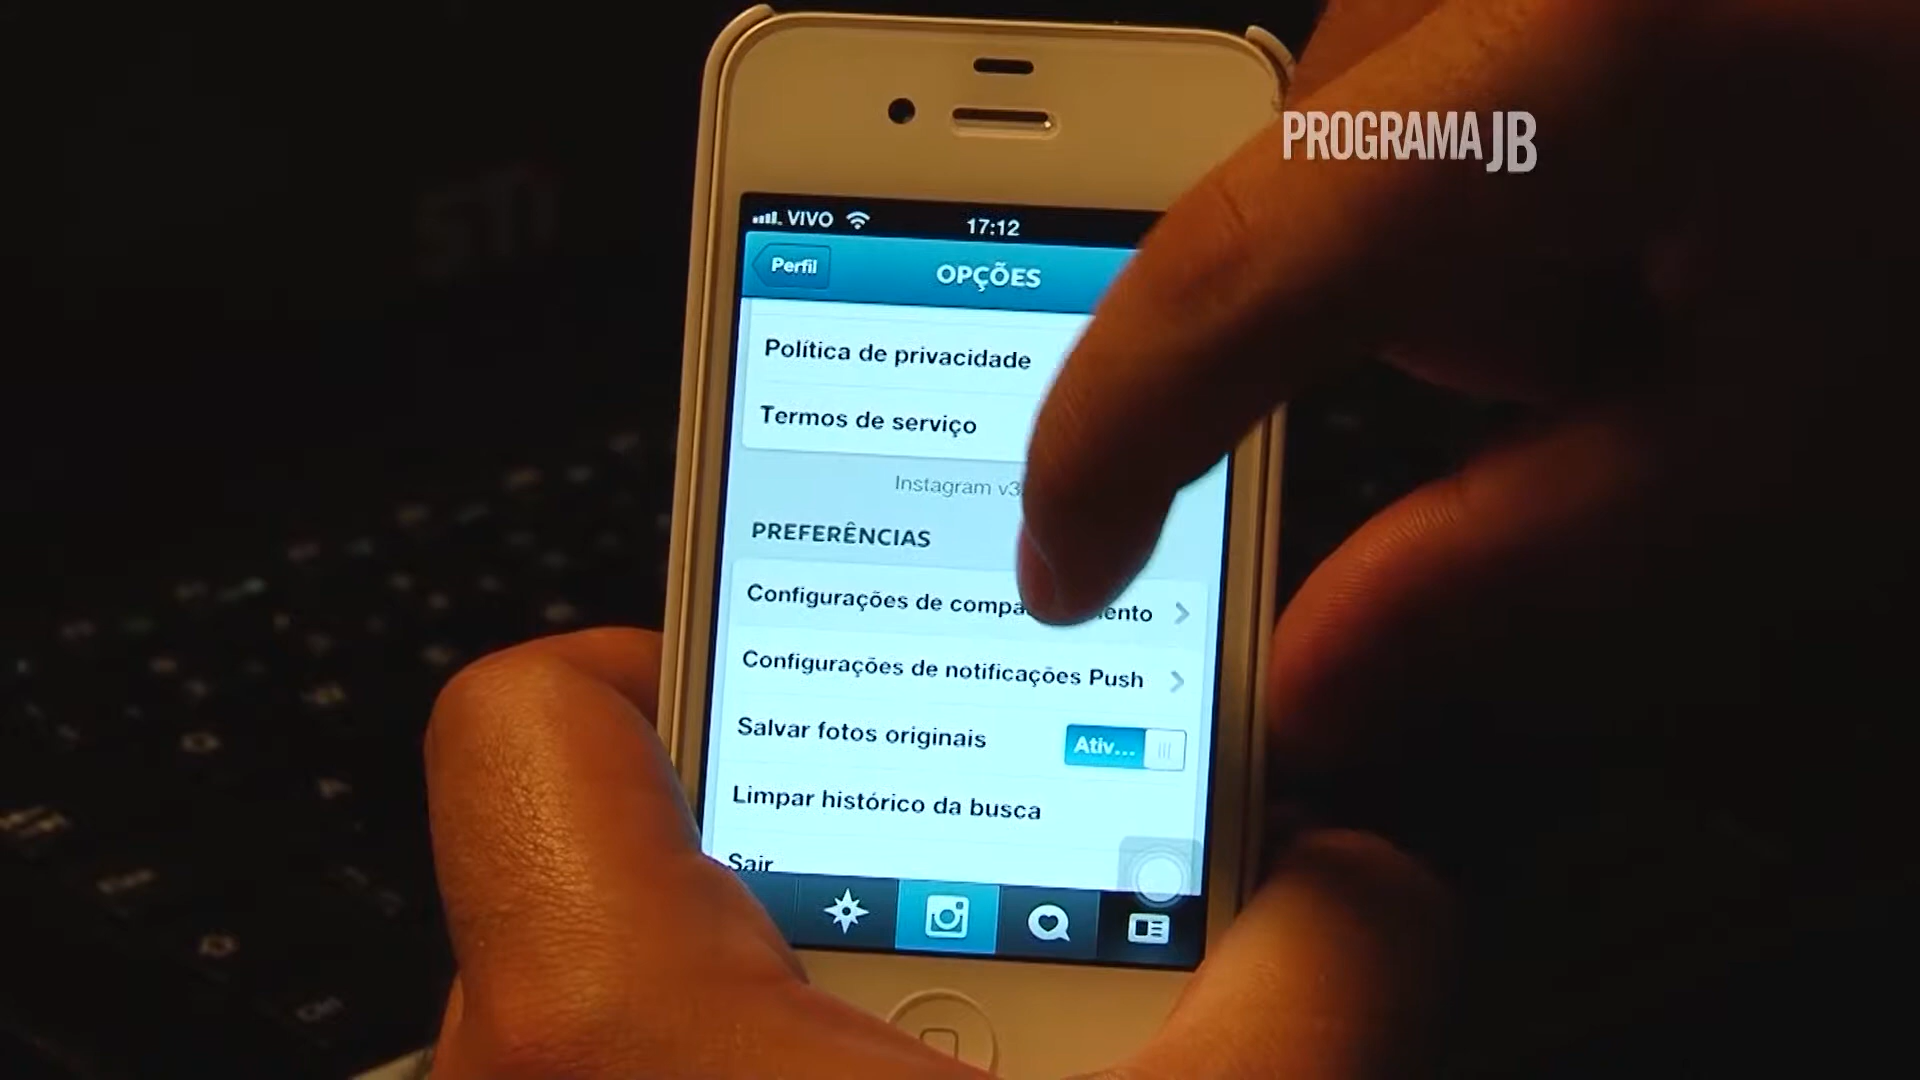 PROGRAMA JB
VIVO
17:12
Perfil
OPÇÕES
Política de privacidade
Termos de serviço
Instagram v3
PREFERÊNCIAS
Configurações de compa ento
Configurações de notificações Push
Salvar fotos originais
Ativ...
Limpar histórico da busca
Sair